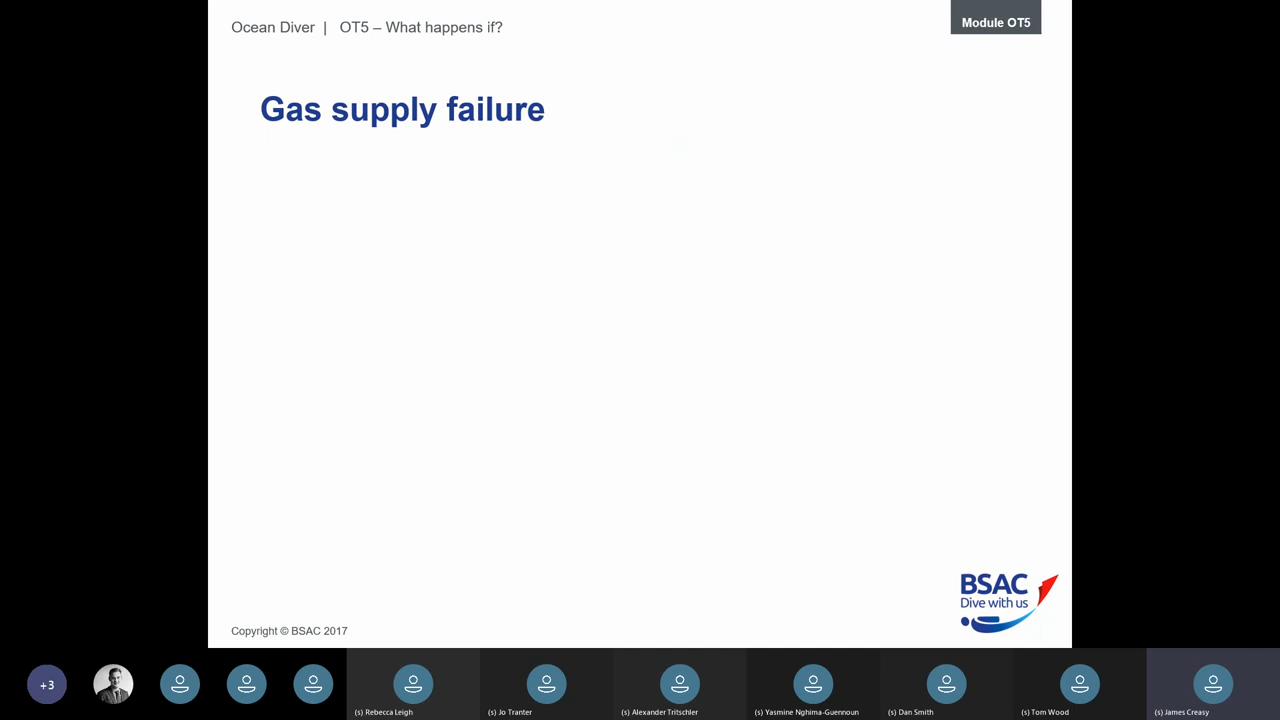 Ocean Diver | OT5 – What happens if?
Module OT5
Gas supply failure
BSAC
Dive with us
Copyright © BSAC 2017
+3
(s) Rebecca Leigh
(s) Jo Tranter
(s) Alexander Tritschler
(s) Yasmine Nghima-Guennoun
(s) Dan Smith
(s) Tom Wood
(s) James Creasy